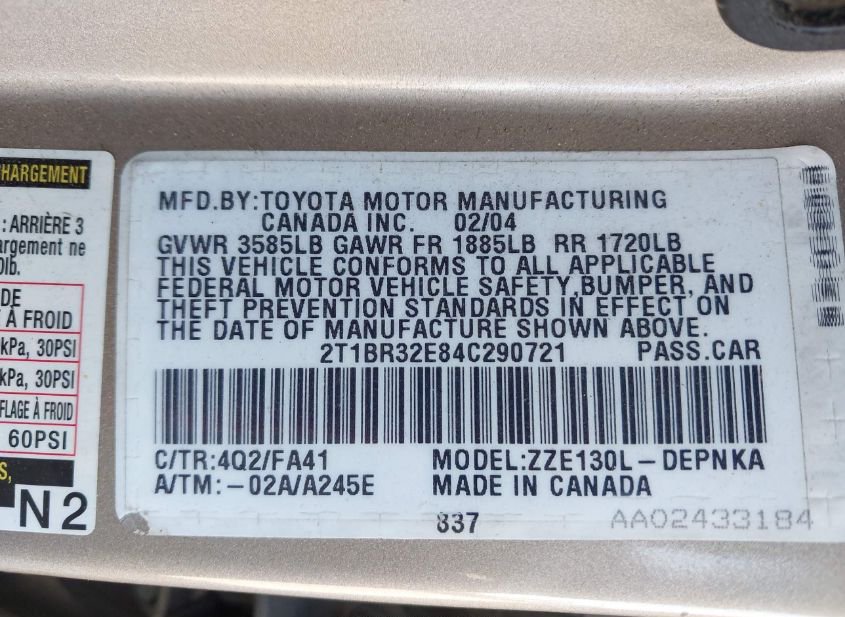 CHARGEMENT
: ARRIÈRE 3
chargement ne
DE
À FROID
kPa, 30PSI
kPa, 30PSI
FLAGE À FROID
60PSI
N2
MFD.BY:TOYOTA MOTOR MANUFACTURING
CANADA INC. 02/04
GVWR 3585LB GAWR FR 1885LB RR 1720LB
THIS VEHICLE CONFORMS TO ALL APPLICABLE
FEDERAL MOTOR VEHICLE SAFETY,BUMPER, AND
THEFT PREVENTION STANDARDS IN EFFECT ON
THE DATE OF MANUFACTURE SHOWN ABOVE.
2T1BR32E84C290721 PASS.CAR
C/TR:4Q2/FA41 MODEL:ZZE130L-DEPNKA
A/TM:-02A/A245E MADE IN CANADA
837 AA02433184